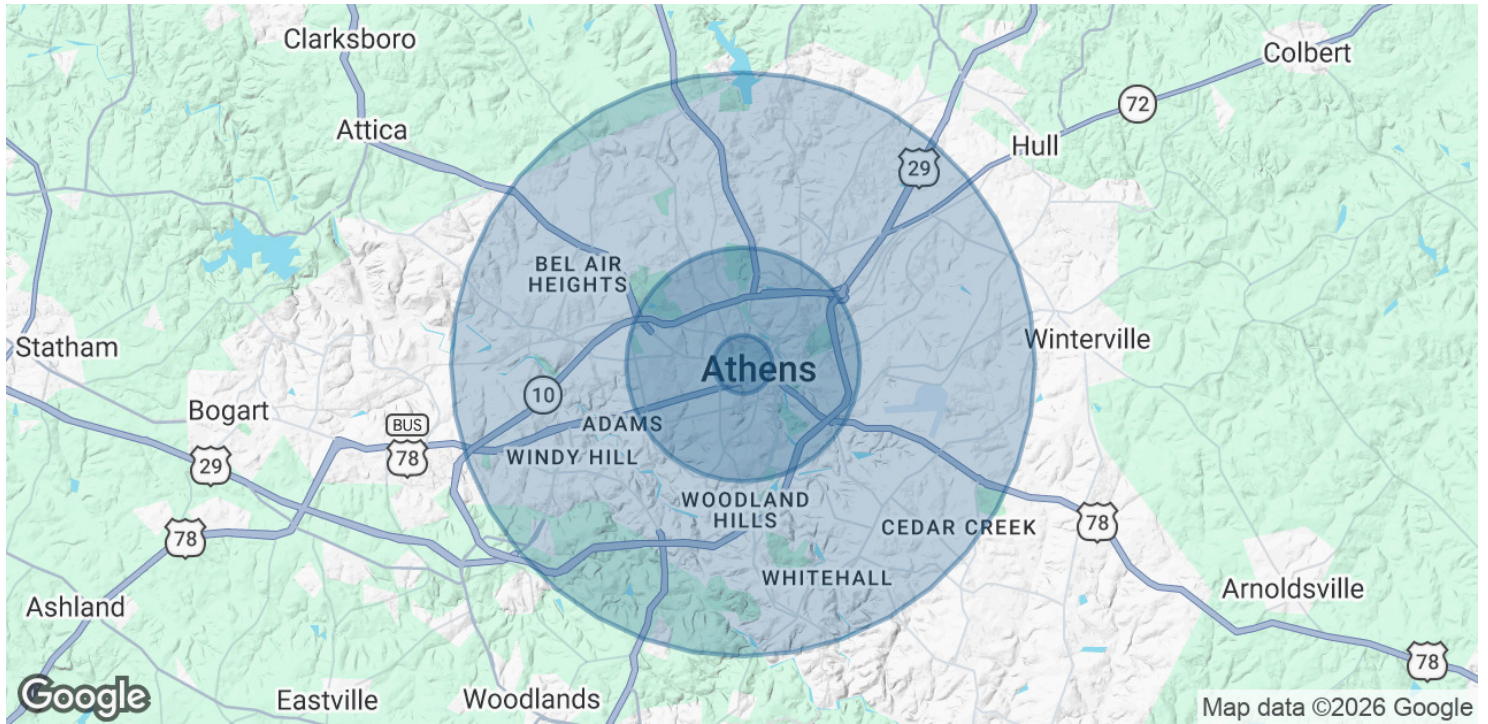 Clarksboro
Colbert
72
Attica
Hull
29
BEL AIR
HEIGHTS
Winterville
Statham
Athens
10
Bogart
ADAMS
BUS
78
WINDY HILL
29
WOODLAND
HILLS
CEDAR CREEK
78
78
WHITEHALL
Arnoldsville
Ashland
78
Google
Eastville
Woodlands
Map data ©2026 Google